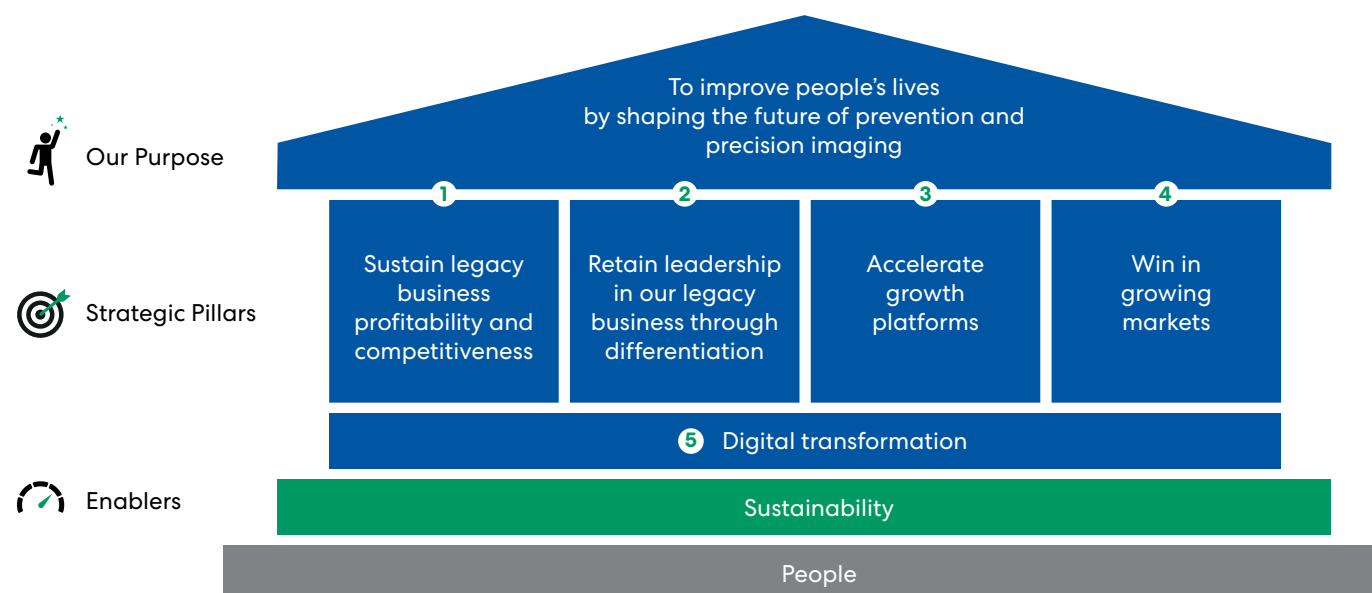 To improve people's lives
by shaping the future of prevention and
precision imaging
Our Purpose
1
2
3
4
Sustain legacy
business
profitability and
competitiveness
Retain leadership
in our legacy
business through
differentiation
Accelerate
growth
platforms
Win in
growing
markets
Strategic Pillars
5 Digital transformation
Enablers
Sustainability
People